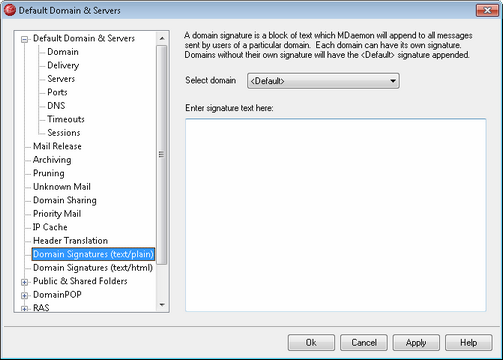 Default Domain & Servers
Default Domain & Servers
Domain
Delivery
Servers
Ports
DNS
Timeouts
Sessions
Mail Release
Archiving
Pruning
Unknown Mail
Domain Sharing
Priority Mail
IP Cache
Header Translation
Domain Signatures (text/plain)
Domain Signatures (text/html)
Public & Shared Folders
DomainPOP
RAS
A domain signature is a block of text which MDaemon will append to all messages
sent by users of a particular domain. Each domain can have its own signature.
Domains without their own signature will have the <Default> signature appended.
Select domain <Default>
Enter signature text here:
Ok Cancel Apply Help